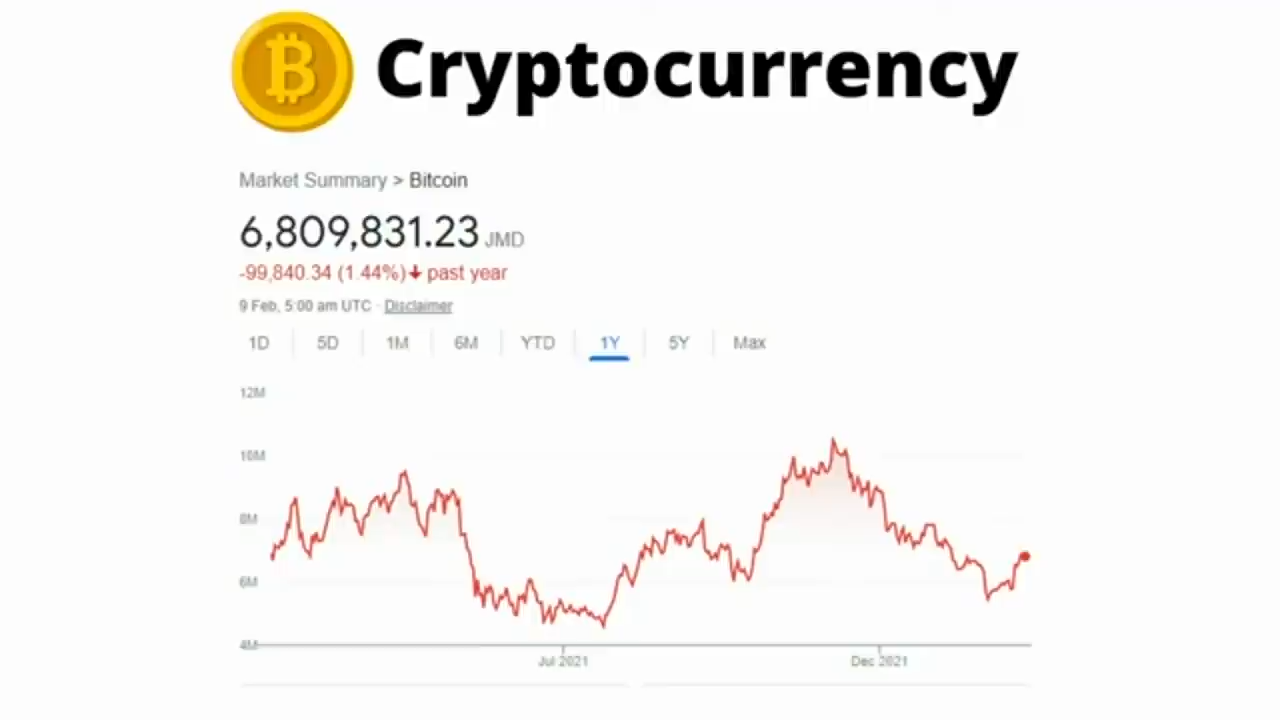 Cryptocurrency
Market Summary > Bitcoin
6,809,831.23 JMD
-99,840.34 (1.44%)↓ past year
9 Feb, 5:00 am UTC · Disclaimer
1D 5D 1M 6M YTD 1Y 5Y Max
12M
10M
8M
6M
4M
Jul 2021 Dec 2021